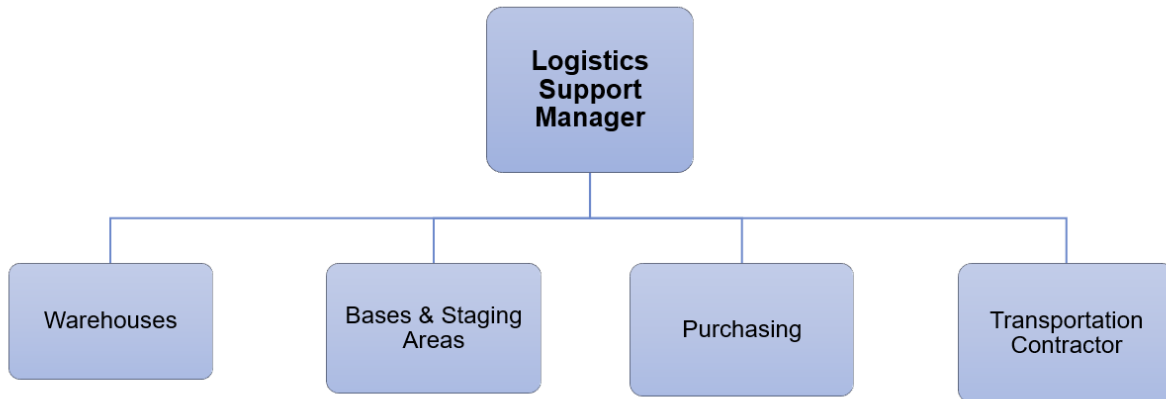 Logistics
Support
Manager
Warehouses
Bases & Staging
Areas
Purchasing
Transportation
Contractor